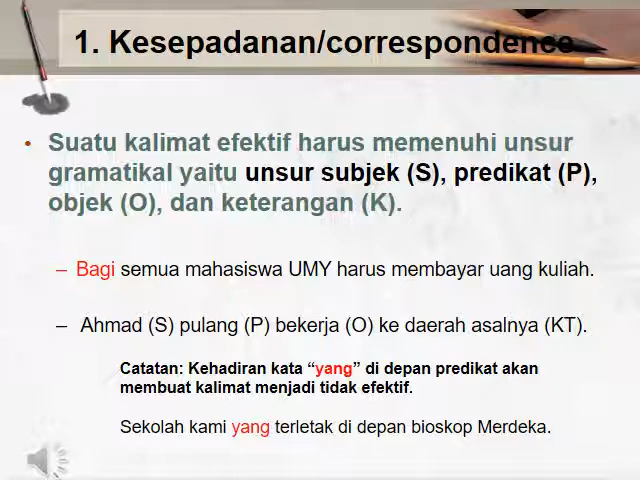 1. Kesepadanan/correspondence
• Suatu kalimat efektif harus memenuhi unsur
gramatikal yaitu unsur subjek (S), predikat (P),
objek (O), dan keterangan (K).
– Bagi semua mahasiswa UMY harus membayar uang kuliah.
– Ahmad (S) pulang (P) bekerja (O) ke daerah asalnya (KT).
Catatan: Kehadiran kata “yang” di depan predikat akan
membuat kalimat menjadi tidak efektif.
Sekolah kami yang terletak di depan bioskop Merdeka.